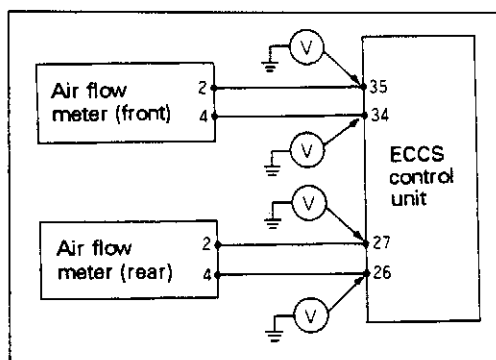 V
2 35
Air flow
meter (front)
4 34
V
ECCS
control
unit
V
2 27
Air flow
meter (rear)
4 26
V